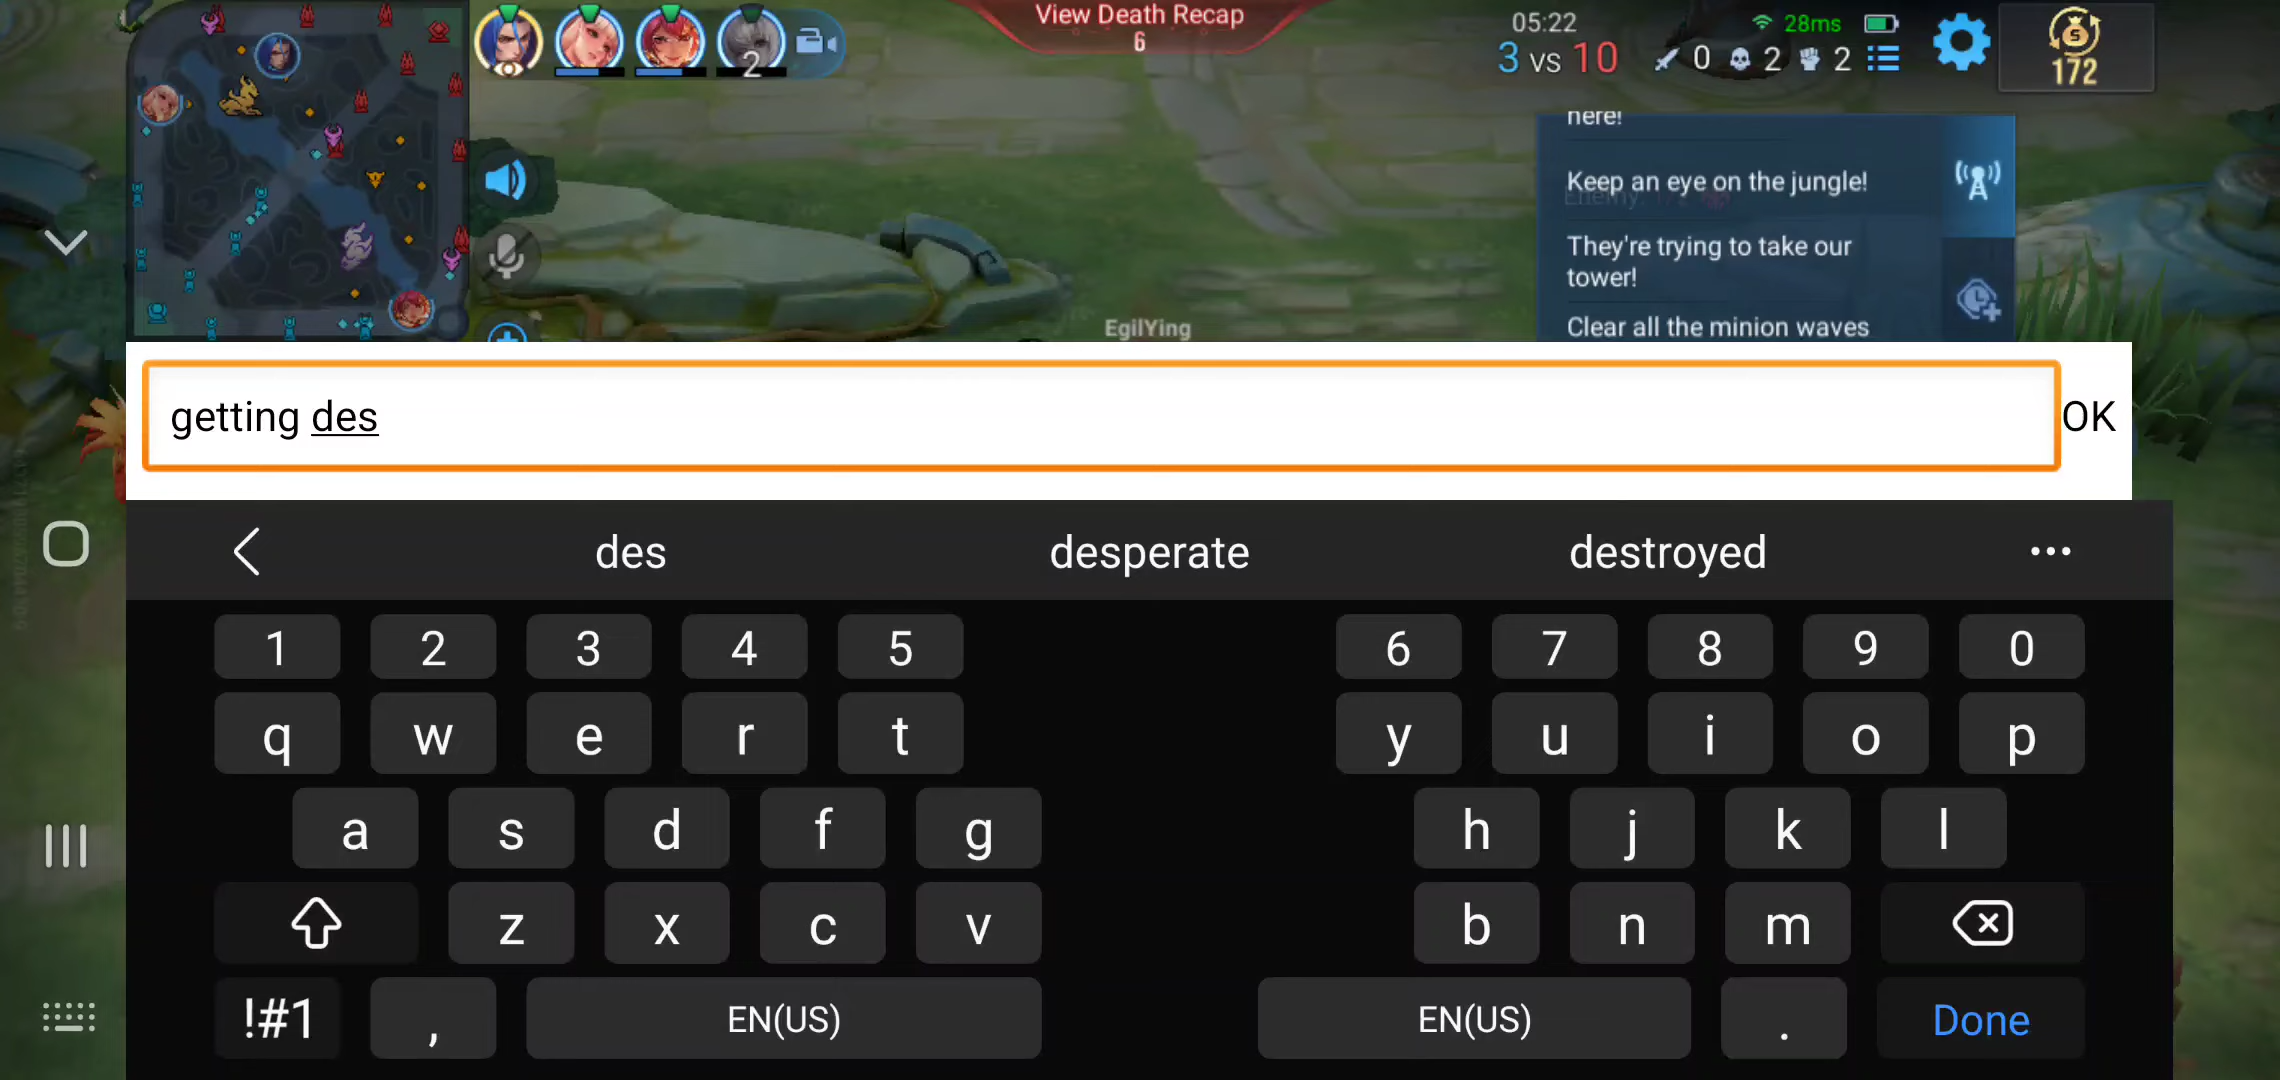 View Death Recap
6
05:22
28ms
3 vs 10
0
2
2
172
2
here!
Keep an eye on the jungle!
They're trying to take our
tower!
Clear all the minion waves
EgilYing
getting des
OK
des
desperate
destroyed
1 2 3 4 5 6 7 8 9 0
q w e r t y u i o p
a s d f g h j k l
z x c v b n m
!#1 , EN(US) EN(US) . Done